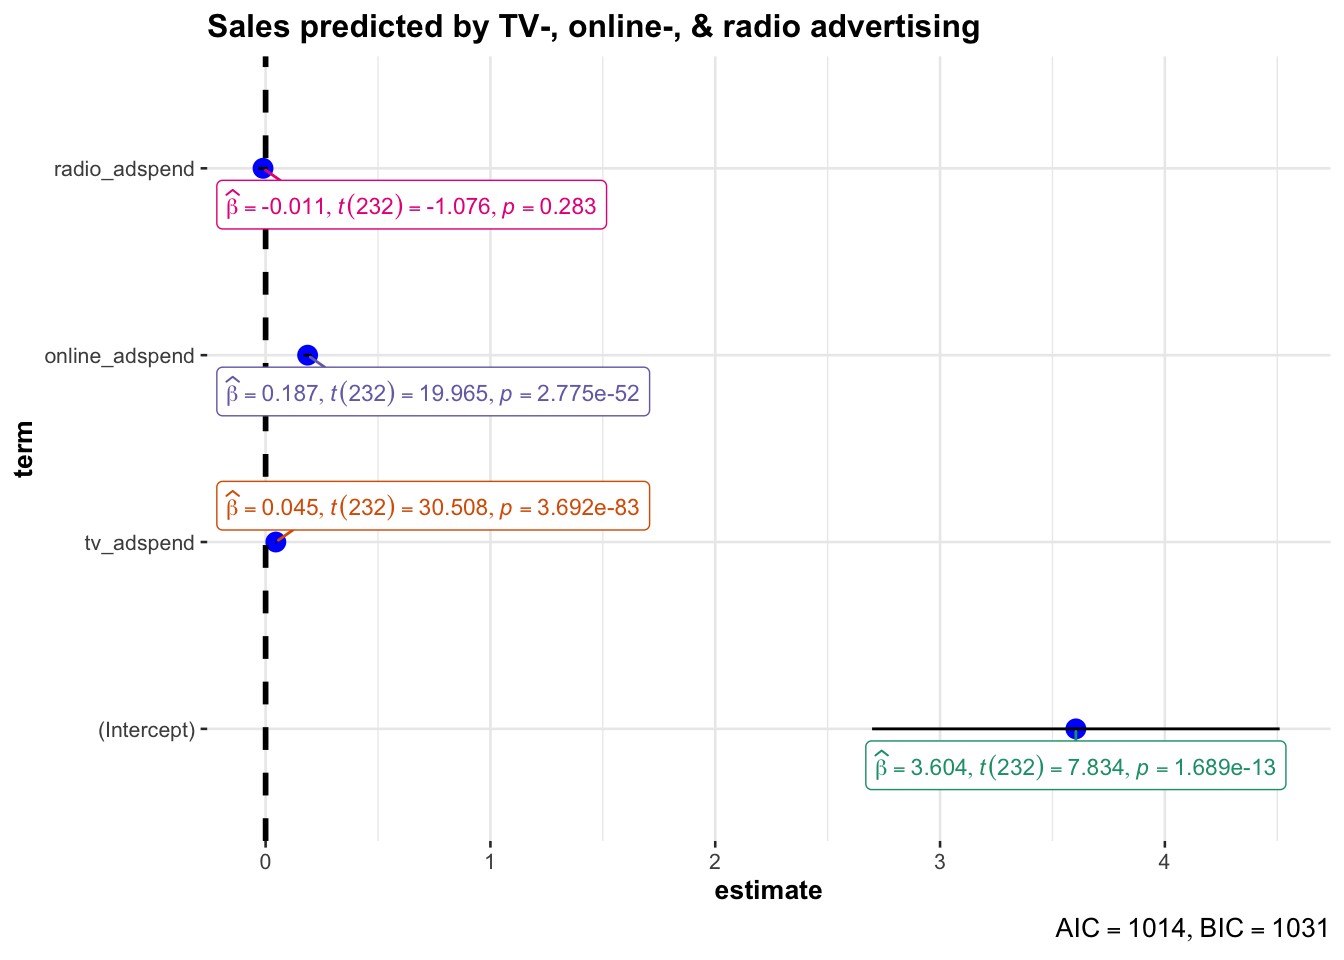 Sales predicted by TV-, online-, & radio advertising
radio_adspend
β̂ = -0.011, t(232) = -1.076, p = 0.283
online_adspend
β̂ = 0.187, t(232) = 19.965, p = 2.775e-52
term
β̂ = 0.045, t(232) = 30.508, p = 3.692e-83
tv_adspend
(Intercept)
β̂ = 3.604, t(232) = 7.834, p = 1.689e-13
0 1 2 3 4
estimate
AIC = 1014, BIC = 1031